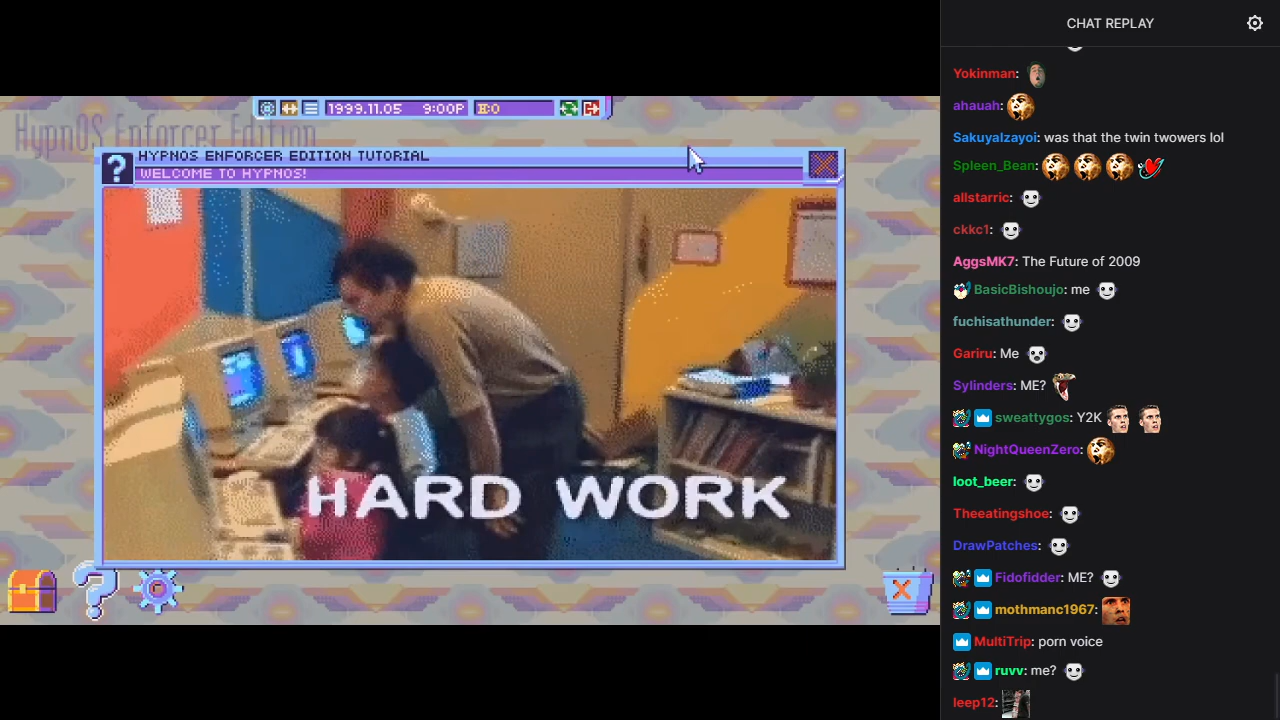 CHAT REPLAY
1999.11.05 9:00P
HypnOS Enforcer Edition
HYPNOS ENFORCER EDITION TUTORIAL
WELCOME TO HYPNOS!
HARD WORK
Yokinman:
ahauah:
Sakuyalzayoi: was that the twin twowers lol
Spleen_Bean:
allstarric:
ckkc1:
AggsMK7: The Future of 2009
BasicBishoujo: me
fuchisathunder:
Gariru: Me
Sylinders: ME?
sweattygos: Y2K
NightQueenZero:
loot_beer:
Theeatingshoe:
DrawPatches:
Fidofidder: ME?
mothmanc1967:
MultiTrip: porn voice
ruvv: me?
leep12: